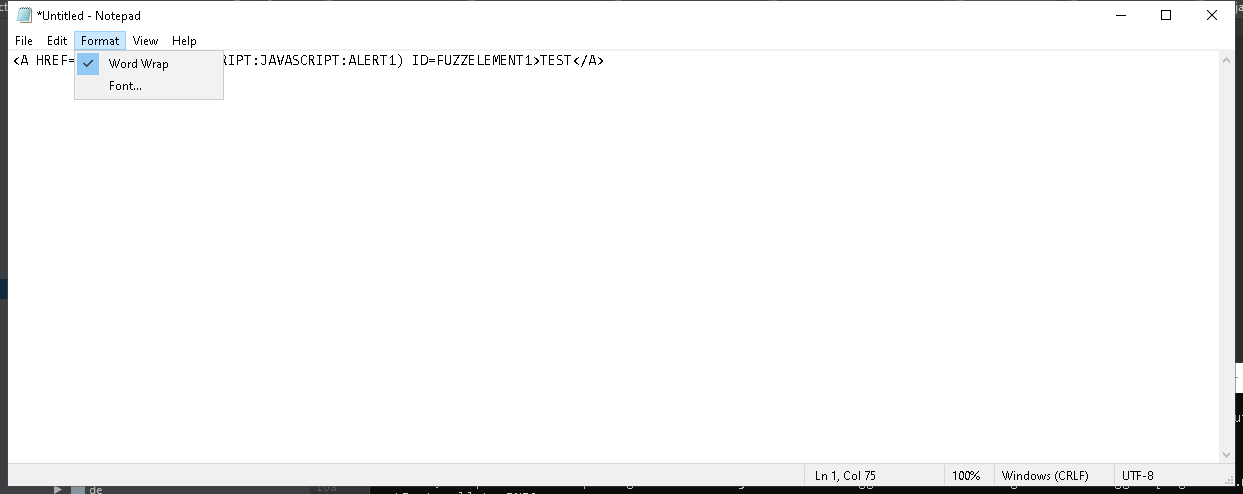 *Untitled - Notepad
File Edit Format View Help
<A HREF= RIPT:JAVASCRIPT:ALERT1) ID=FUZZELEMENT1>TEST</A>
Word Wrap
Font...
Ln 1, Col 75 100% Windows (CRLF) UTF-8
de